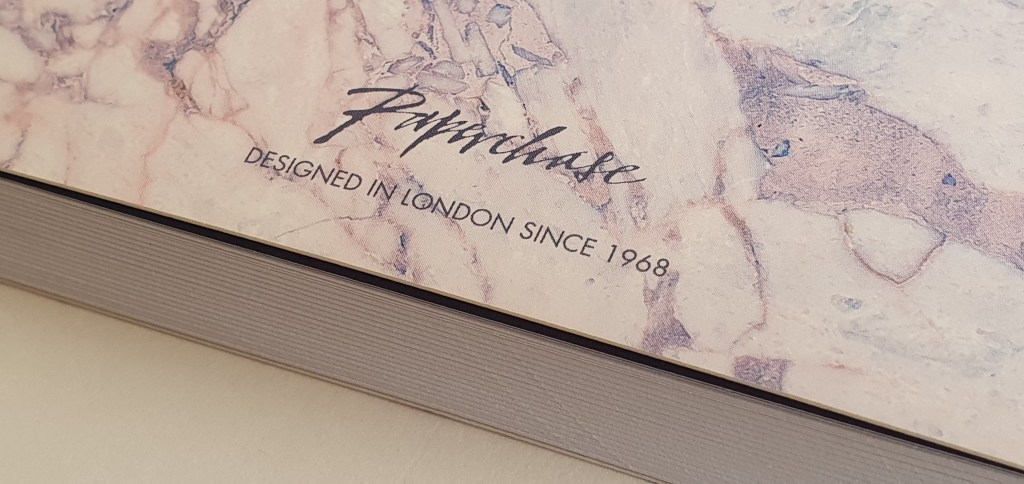 Paperchase
DESIGNED IN LONDON SINCE 1968